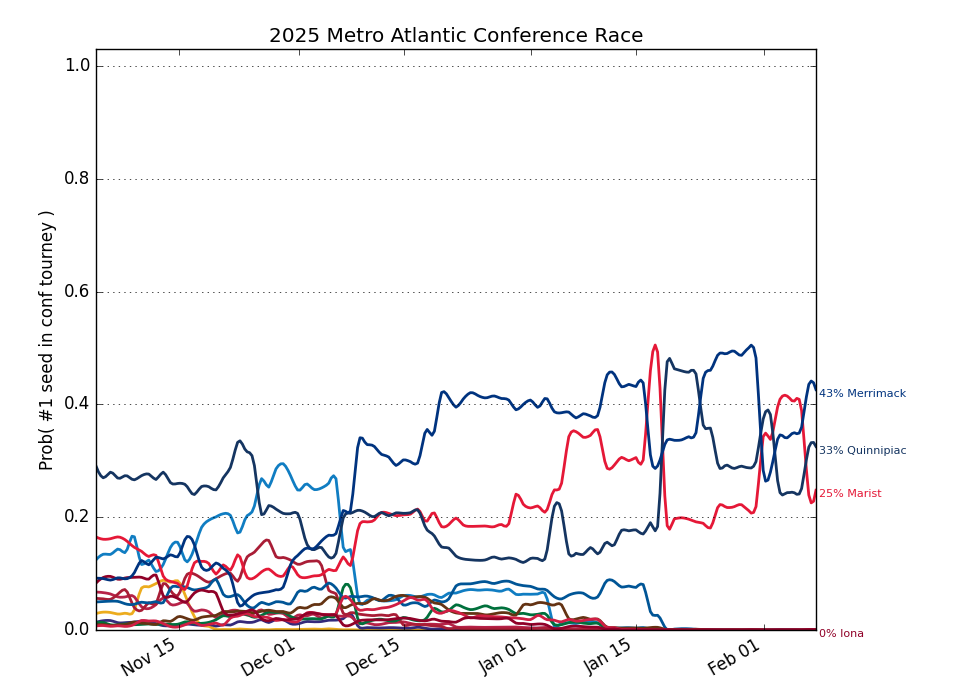 2025 Metro Atlantic Conference Race
Prob( #1 seed in conf tourney )
1.0
0.8
0.6
0.4
0.2
0.0
43% Merrimack
33% Quinnipiac
25% Marist
0% Iona
Nov 15
Dec 01
Dec 15
Jan 01
Jan 15
Feb 01